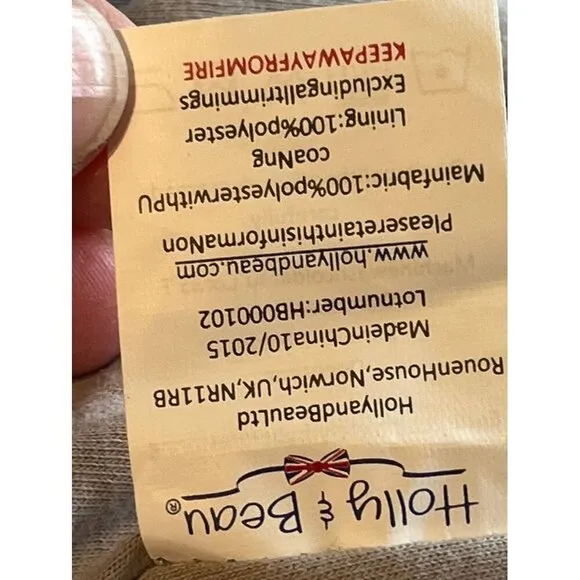 Holly & Beau®
HollyandBeauLtd
RouenHouse,Norwich,UK,NR11RB
MadeinChina10/2015
Lotnumber:HB000102
www.hollyandbeau.com
PleaseretainthisinformaNon
Mainfabric:100%polyesterwithPU
coaNng
Lining:100%polyester
Excludingalltrimmings
KEEPAWAYFROMFIRE